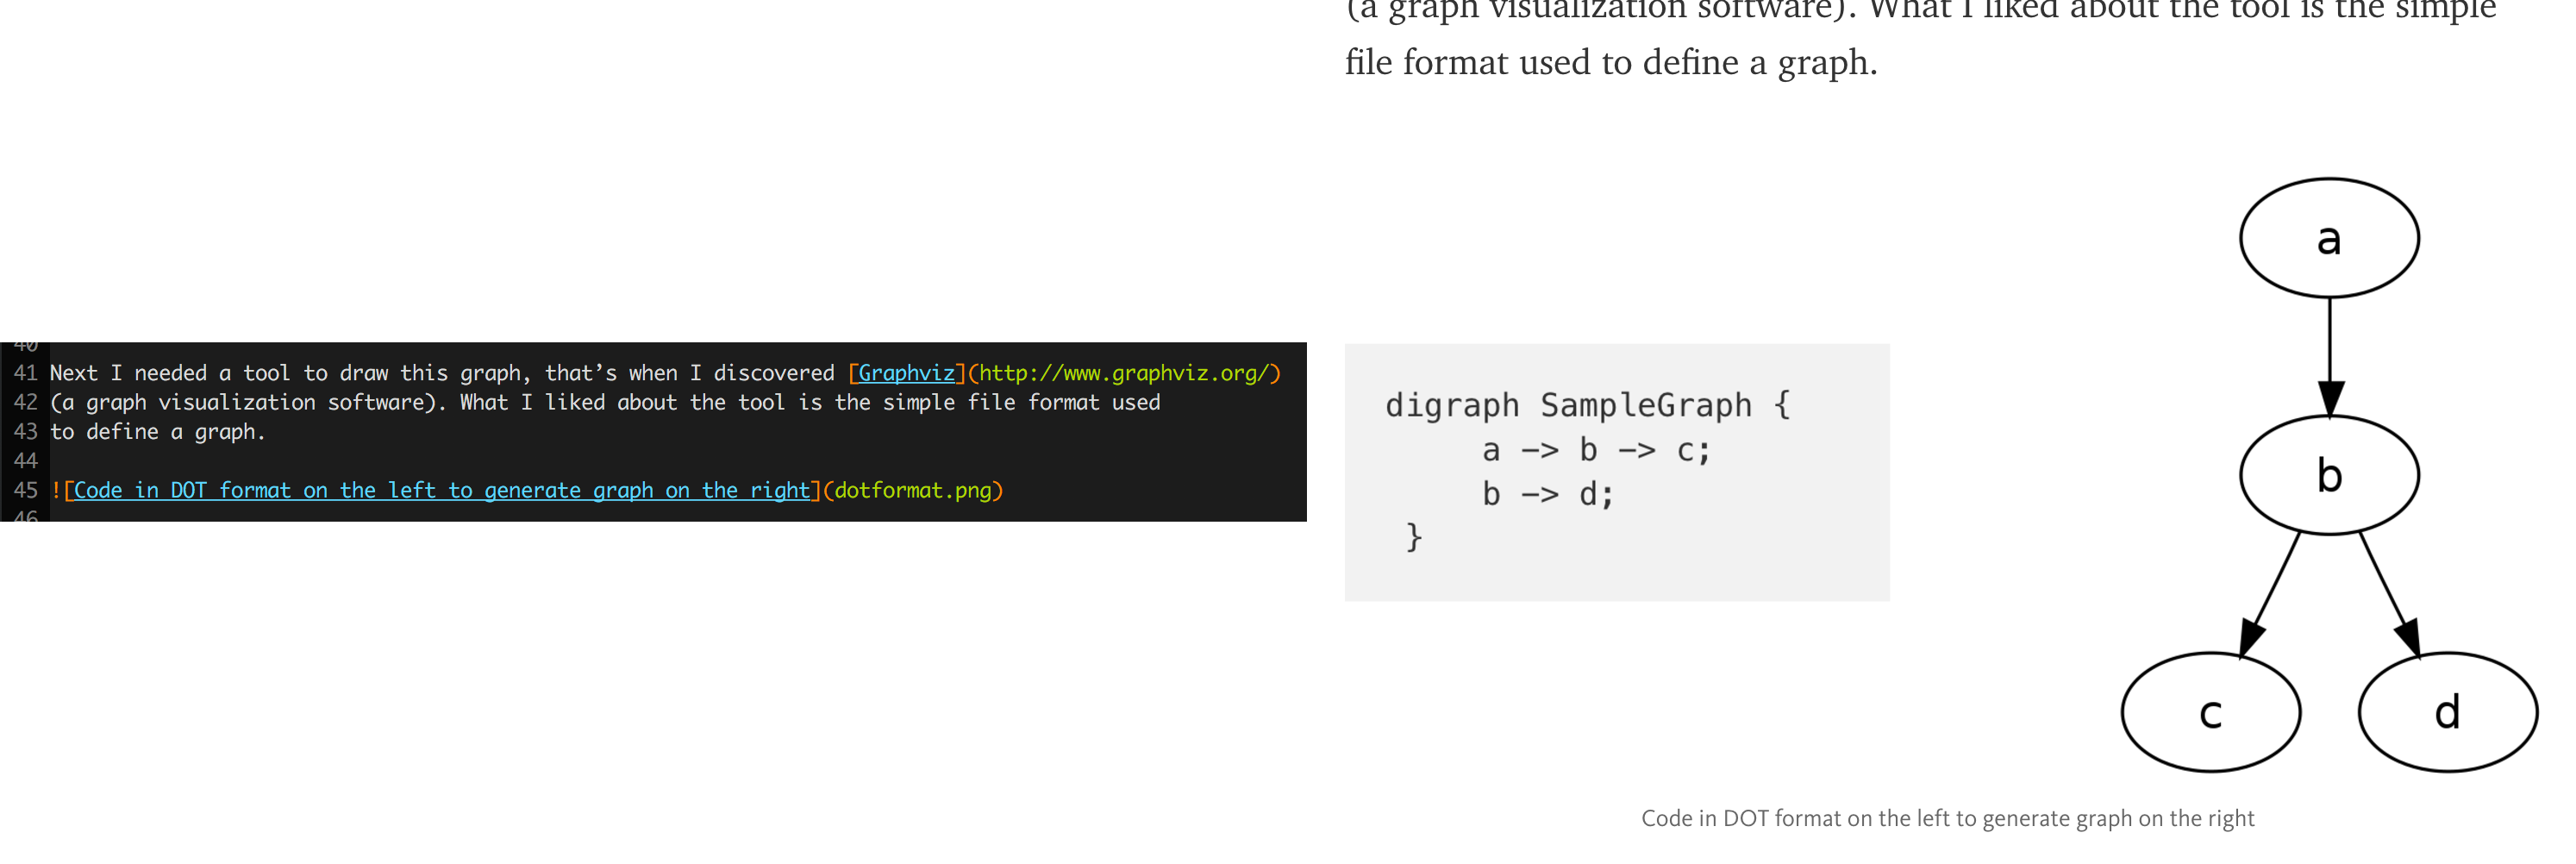 40
41 Next I needed a tool to draw this graph, that’s when I discovered [Graphviz](http://www.graphviz.org/)
42 (a graph visualization software). What I liked about the tool is the simple file format used
43 to define a graph.
44
45 ![Code in DOT format on the left to generate graph on the right](dotformat.png)
46
(a graph visualization software). What I liked about the tool is the simple
file format used to define a graph.
digraph SampleGraph {
a -> b -> c;
b -> d;
}
a
b
c
d
Code in DOT format on the left to generate graph on the right